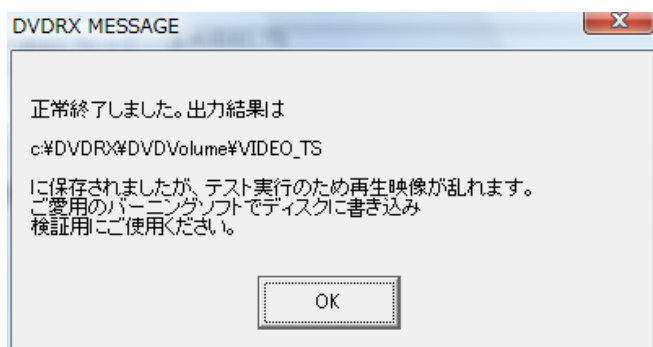 DVDRX MESSAGE
正常終了しました。出力結果は
c:¥DVDRX¥DVDVolume¥VIDEO_TS
に保存されましたが、テスト実行のため再生映像が乱れます。
ご愛用のバーニングソフトでディスクに書き込み
検証用にご使用ください。
OK